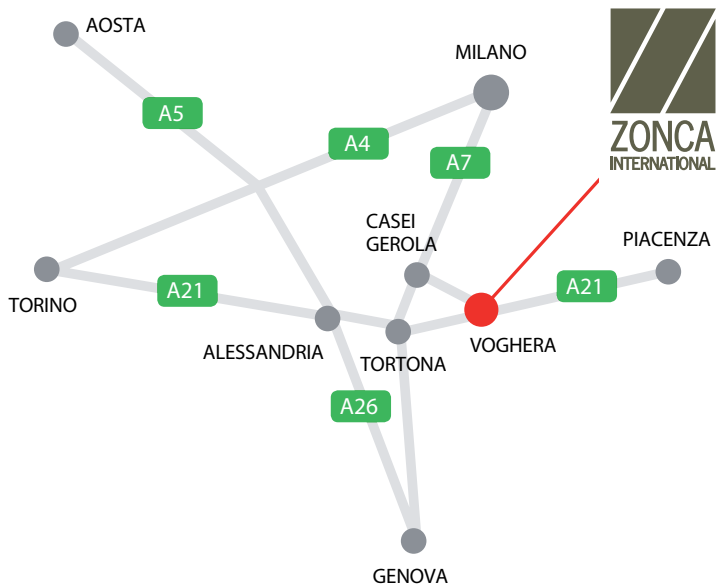 AOSTA
MILANO
A5
A4
A7
ZONCA
INTERNATIONAL
CASEI
GEROLA
PIACENZA
TORINO
A21
A21
ALESSANDRIA
TORTONA
VOGHERA
A26
GENOVA